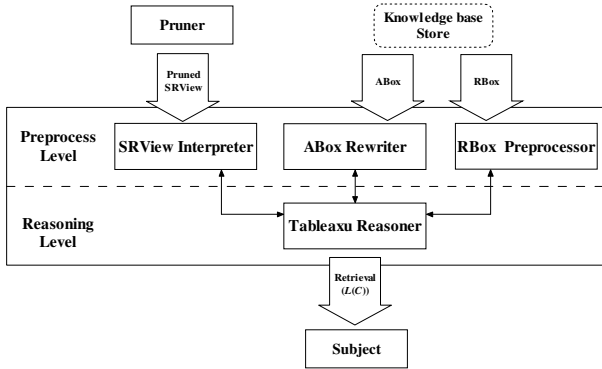 Pruner
Knowledge base
Store
Pruned
SRView
ABox
RBox
Preprocess
Level
SRView Interpreter
ABox Rewriter
RBox Preprocessor
Reasoning
Level
Tableaxu Reasoner
Retrieval
(L(C))
Subject